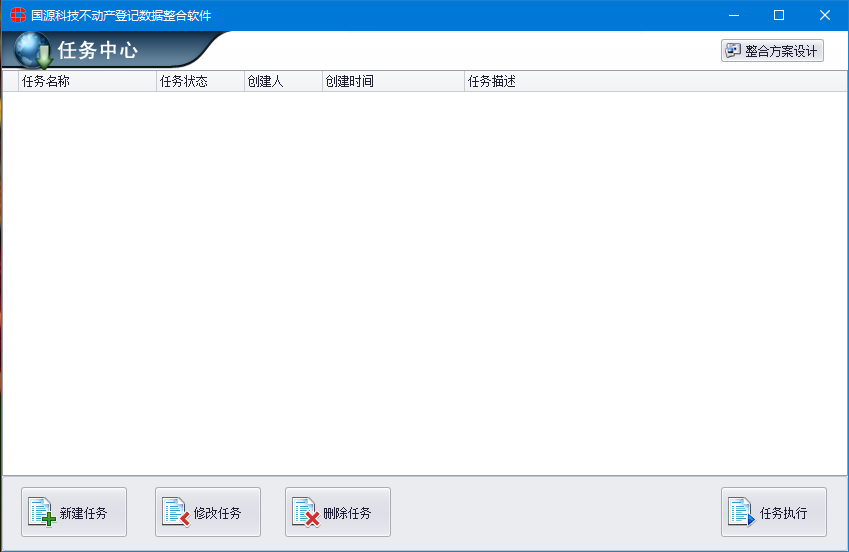 国源科技不动产登记数据整合软件
任务中心
整合方案设计
任务名称 任务状态 创建人 创建时间 任务描述
新建任务 修改任务 删除任务 任务执行